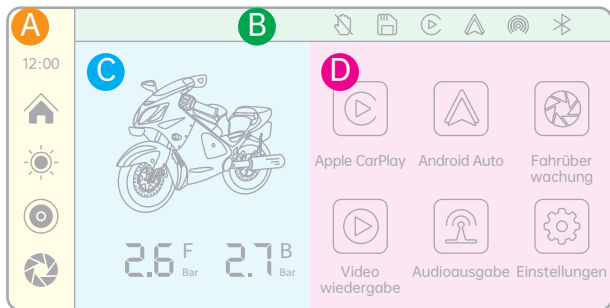 A
B
12:00
C
D
Apple CarPlay
Android Auto
Fahrüber
wachung
2.6 F
Bar
2.7 B
Bar
Video
wiedergabe
Audioausgabe
Einstellungen